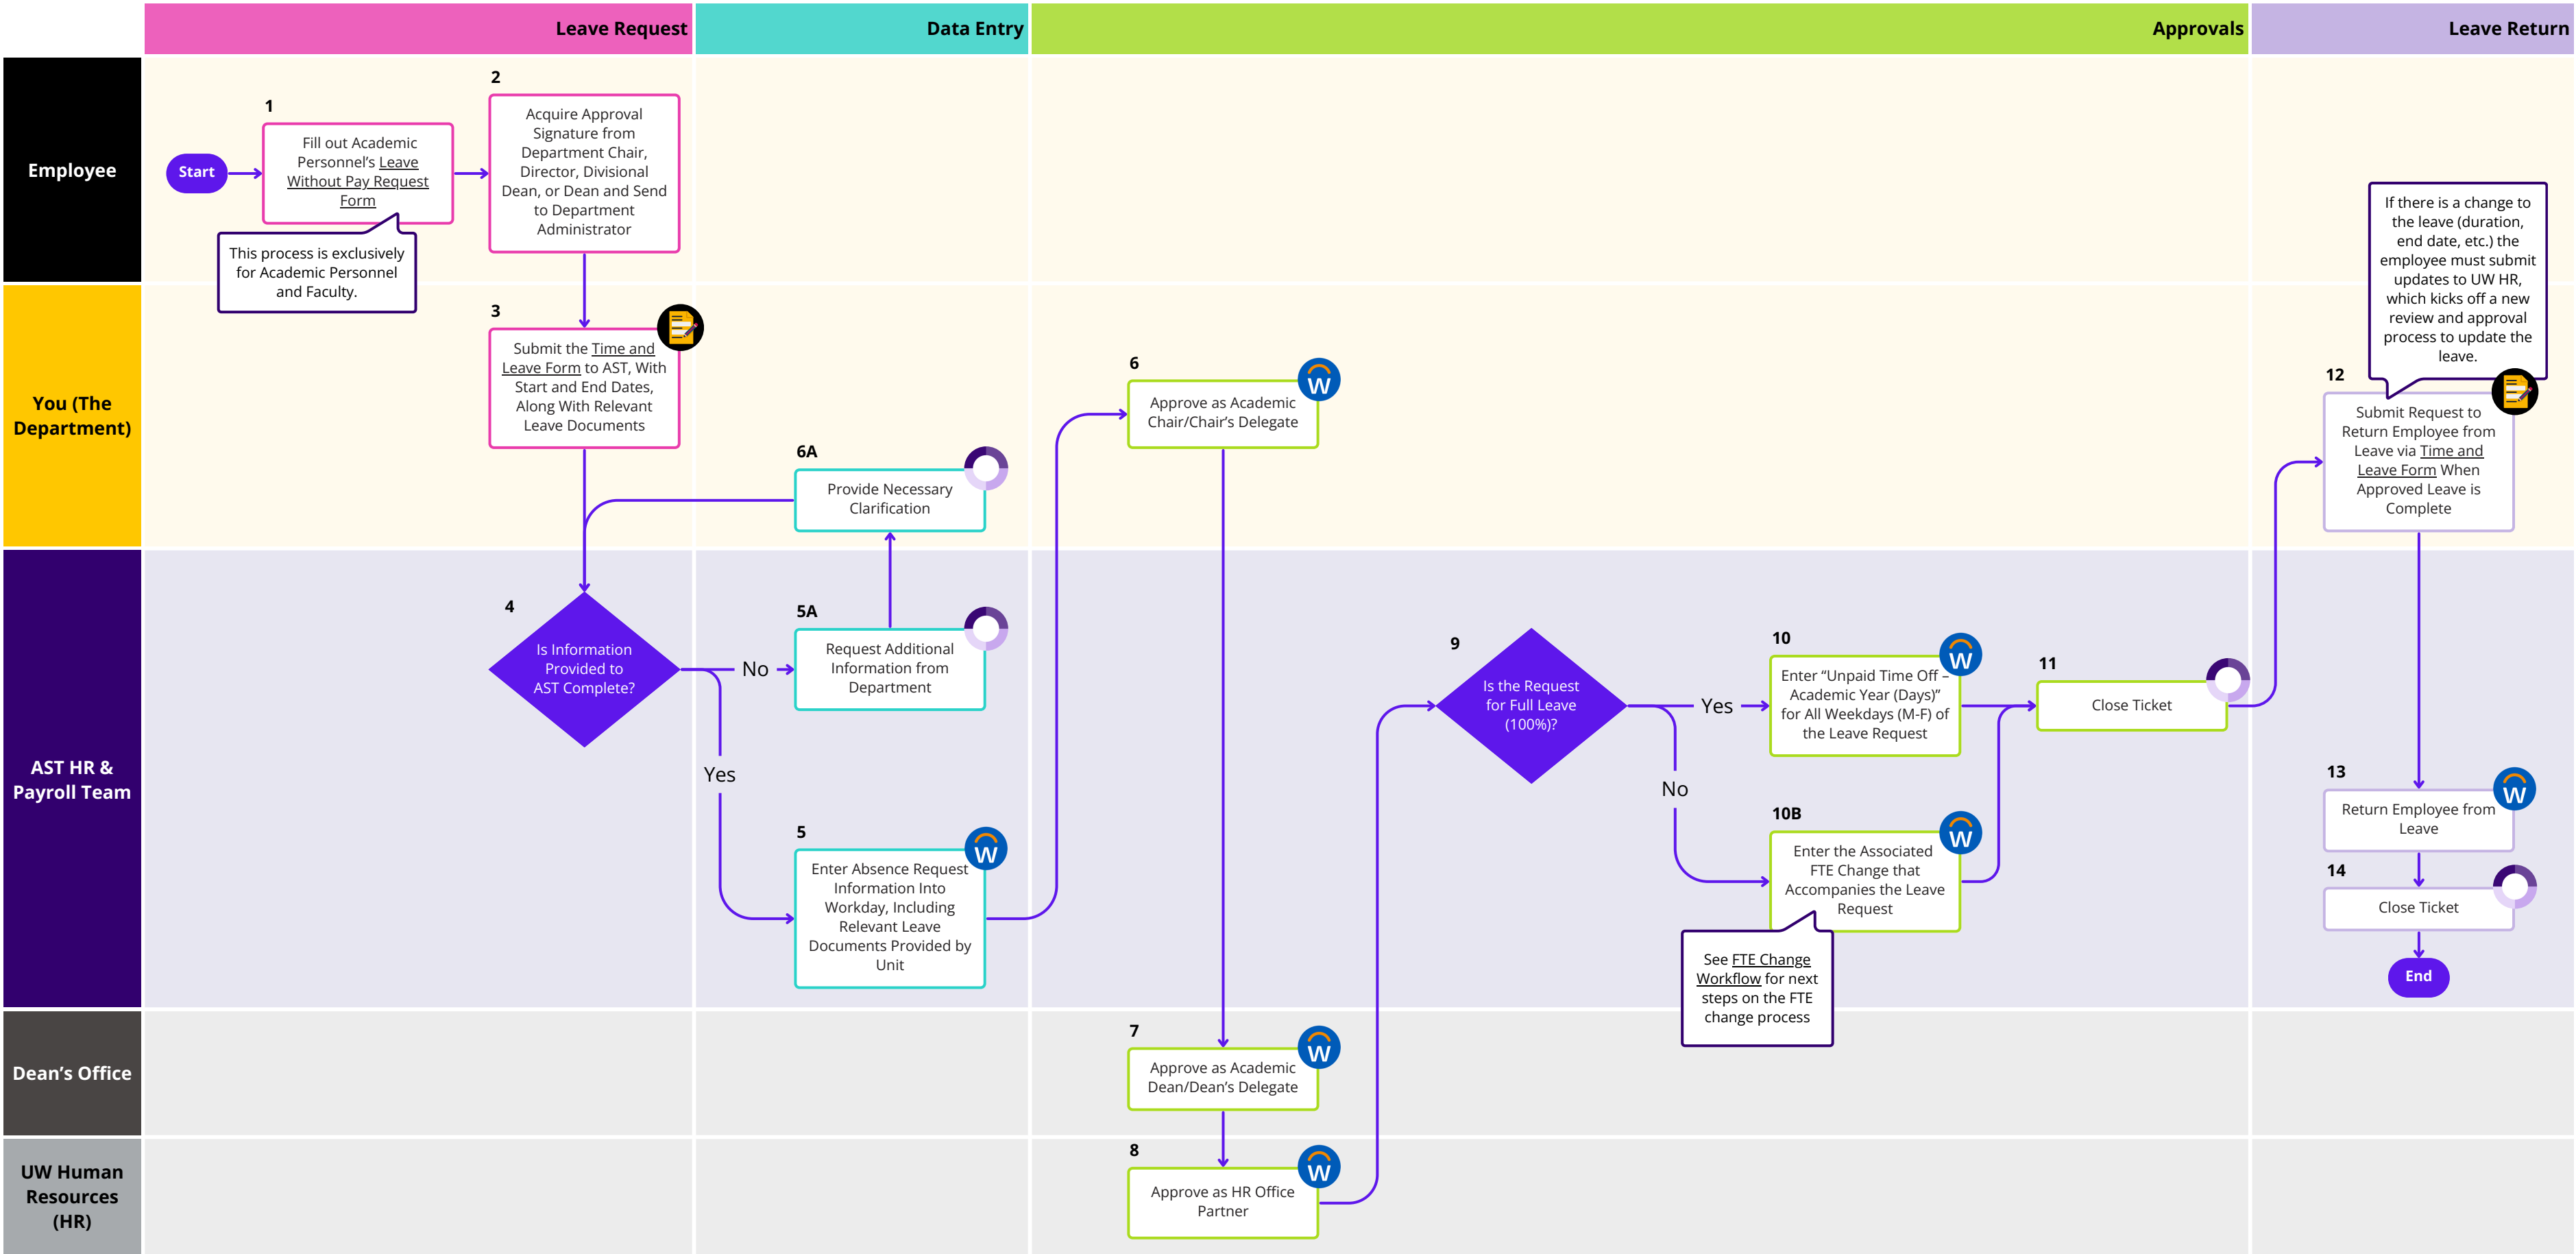 Leave Request
Data Entry
Approvals
Leave Return
Employee
Start
1
Fill out Academic
Personnel’s Leave
Without Pay Request
Form
This process is exclusively
for Academic Personnel
and Faculty.
2
Acquire Approval
Signature from
Department Chair,
Director, Divisional
Dean, or Dean and Send
to Department
Administrator
If there is a change to
the leave (duration,
end date, etc.) the
employee must submit
updates to UW HR,
which kicks off a new
review and approval
process to update the
leave.
You (The
Department)
3
Submit the Time and
Leave Form to AST, With
Start and End Dates,
Along With Relevant
Leave Documents
6A
Provide Necessary
Clarification
6
W
Approve as Academic
Chair/Chair’s Delegate
12
Submit Request to
Return Employee from
Leave via Time and
Leave Form When
Approved Leave is
Complete
AST HR &
Payroll Team
4
Is Information
Provided to
AST Complete?
No
Yes
5A
Request Additional
Information from
Department
5
W
Enter Absence Request
Information Into
Workday, Including
Relevant Leave
Documents Provided by
Unit
9
Is the Request
for Full Leave
(100%)?
Yes
No
10
W
Enter “Unpaid Time Off –
Academic Year (Days)”
for All Weekdays (M-F) of
the Leave Request
10B
W
Enter the Associated
FTE Change that
Accompanies the Leave
Request
See FTE Change
Workflow for next
steps on the FTE
change process
11
Close Ticket
13
W
Return Employee from
Leave
14
Close Ticket
End
Dean’s Office
7
W
Approve as Academic
Dean/Dean’s Delegate
UW Human
Resources
(HR)
8
W
Approve as HR Office
Partner